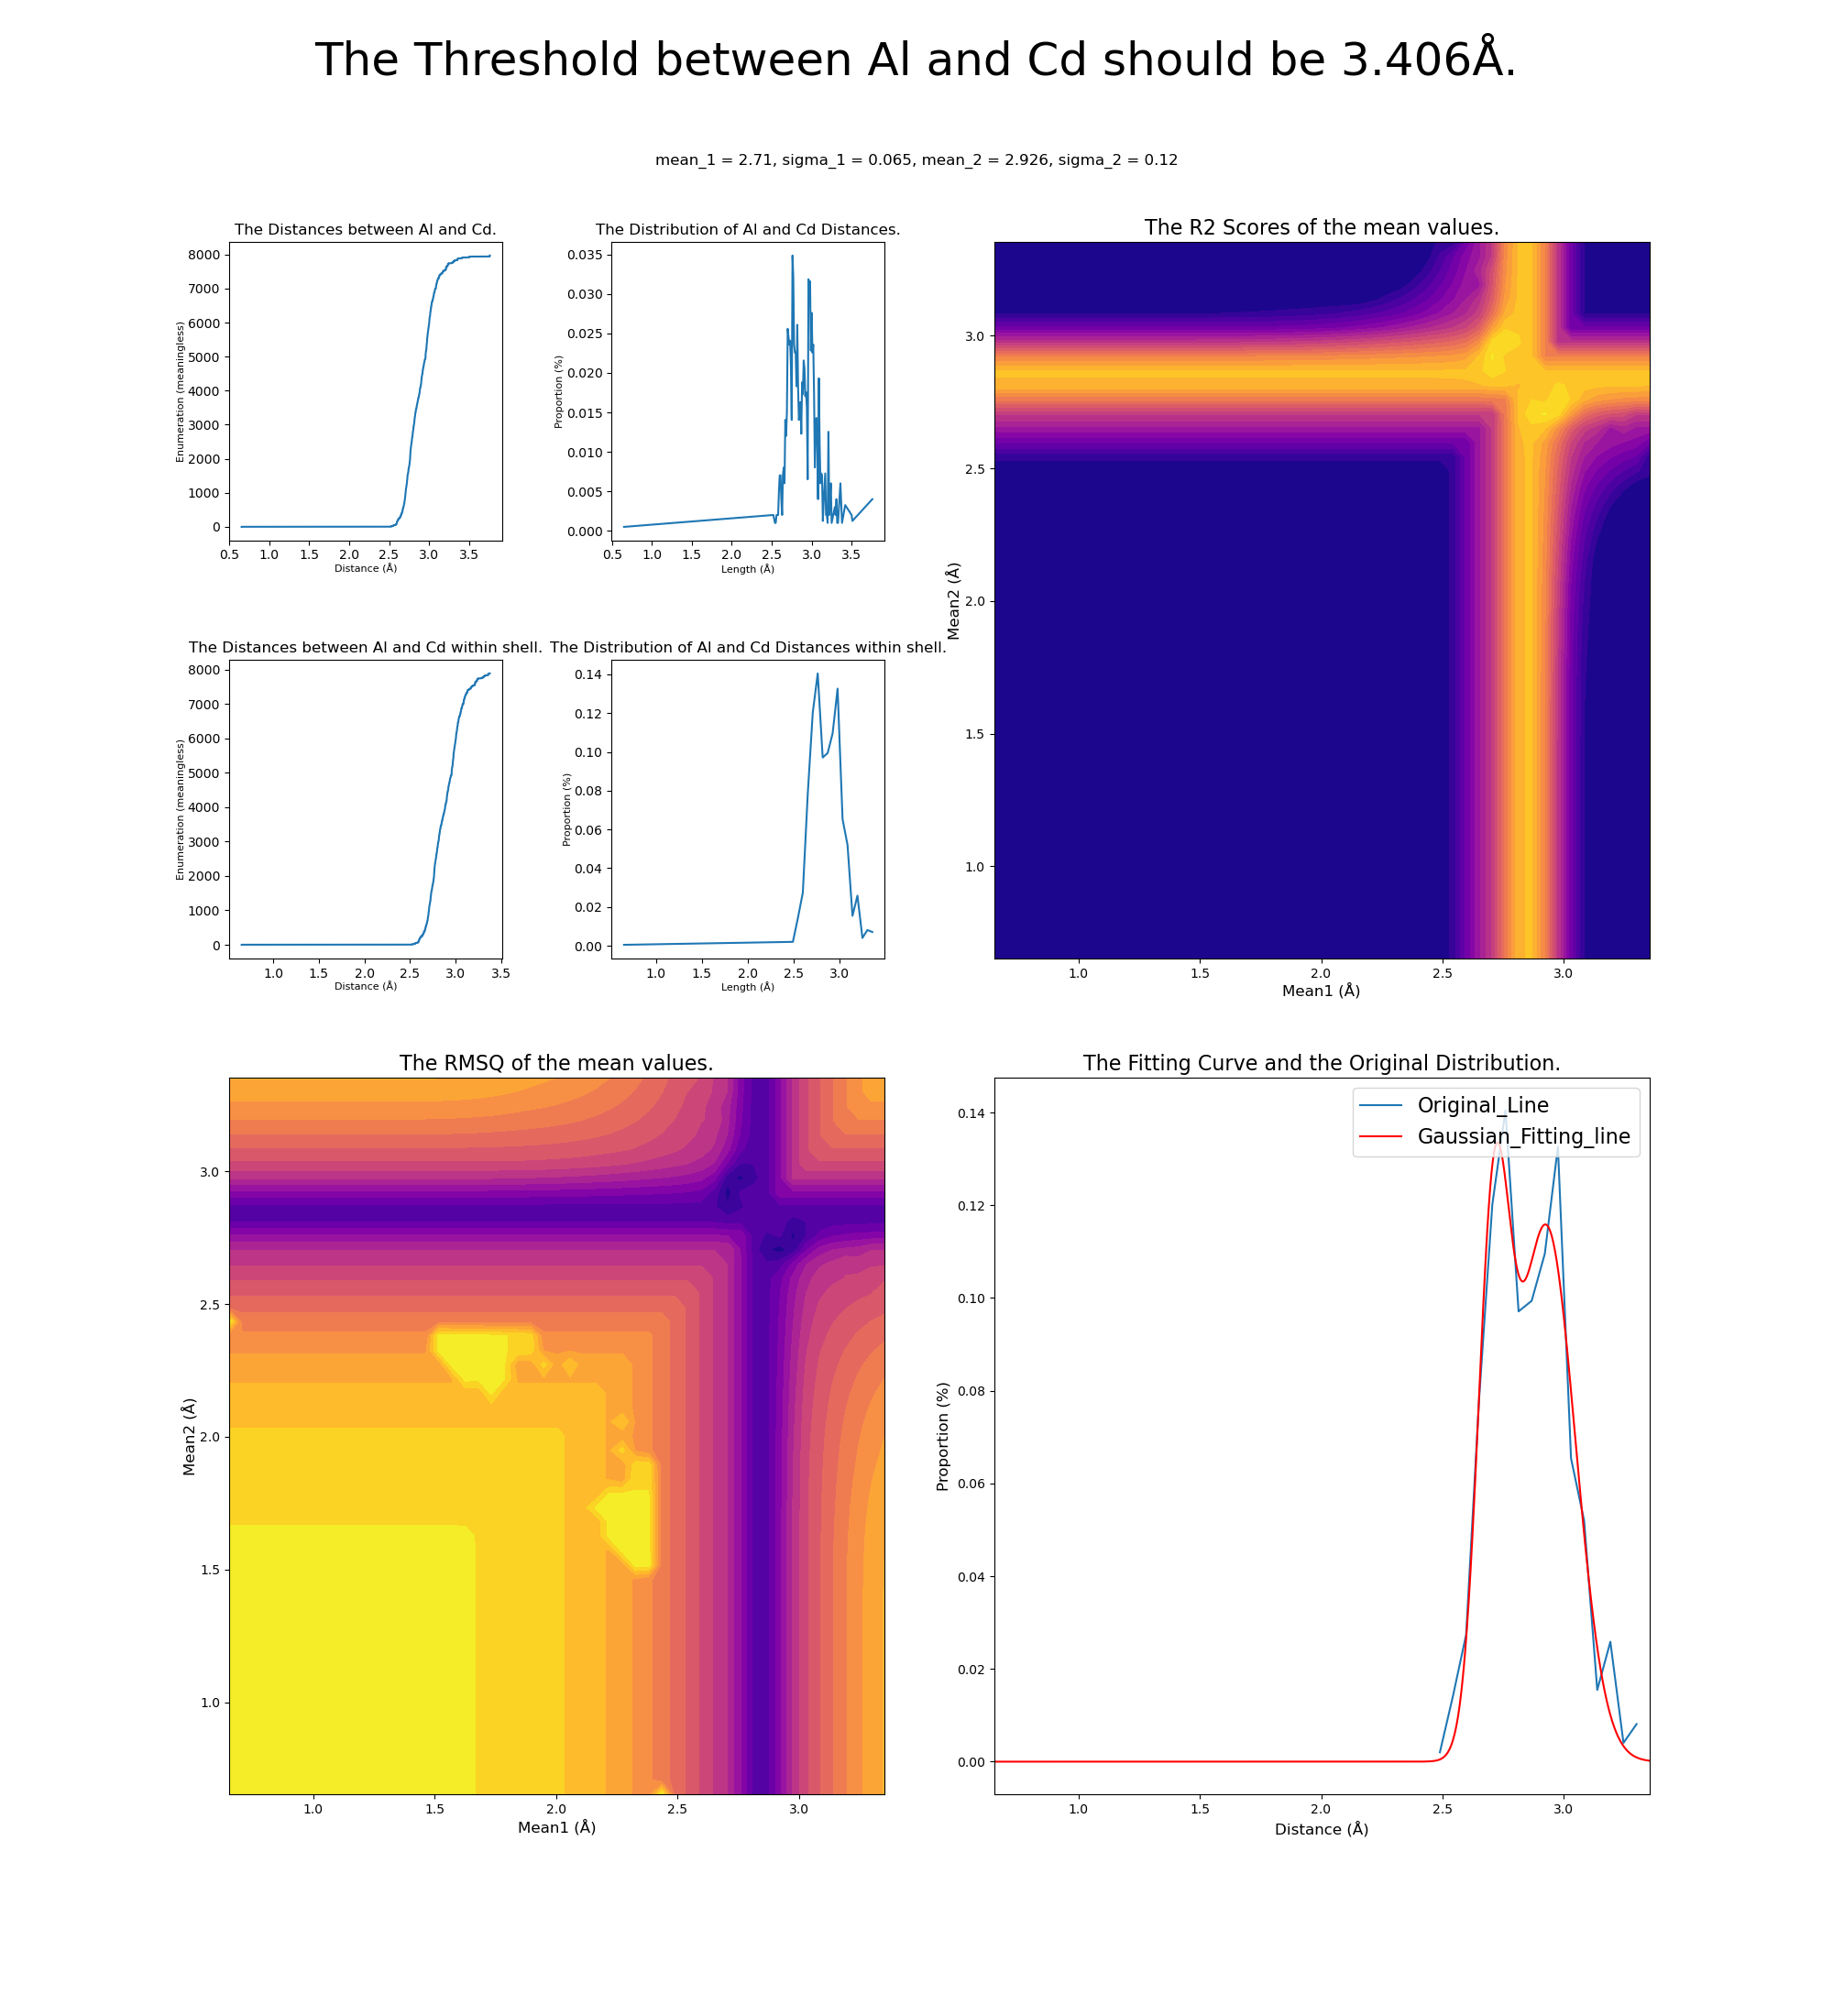 The Threshold between Al and Cd should be 3.406Å.
mean_1 = 2.71, sigma_1 = 0.065, mean_2 = 2.926, sigma_2 = 0.12
The Distances between Al and Cd.
Enumeration (meaningless)
8000
7000
6000
5000
4000
3000
2000
1000
0
0.5 1.0 1.5 2.0 2.5 3.0 3.5
Distance (Å)
The Distribution of Al and Cd Distances.
Proportion (%)
0.035
0.030
0.025
0.020
0.015
0.010
0.005
0.000
0.5 1.0 1.5 2.0 2.5 3.0 3.5
Length (Å)
The R2 Scores of the mean values.
Mean2 (Å)
3.0
2.5
2.0
1.5
1.0
1.0 1.5 2.0 2.5 3.0
Mean1 (Å)
The Distances between Al and Cd within shell.
Enumeration (meaningless)
8000
7000
6000
5000
4000
3000
2000
1000
0
1.0 1.5 2.0 2.5 3.0 3.5
Distance (Å)
The Distribution of Al and Cd Distances within shell.
Proportion (%)
0.14
0.12
0.10
0.08
0.06
0.04
0.02
0.00
1.0 1.5 2.0 2.5 3.0
Length (Å)
The RMSQ of the mean values.
Mean2 (Å)
3.0
2.5
2.0
1.5
1.0
1.0 1.5 2.0 2.5 3.0
Mean1 (Å)
The Fitting Curve and the Original Distribution.
Original_Line
Gaussian_Fitting_line
Proportion (%)
0.14
0.12
0.10
0.08
0.06
0.04
0.02
0.00
1.0 1.5 2.0 2.5 3.0
Distance (Å)